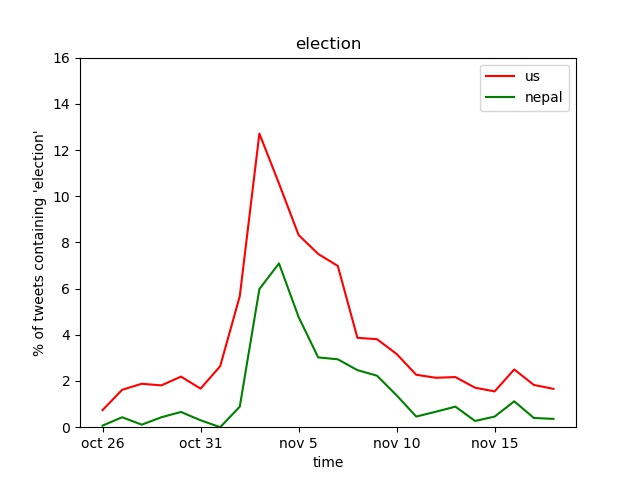 election
us
nepal
16
14
12
10
8
6
4
2
0
% of tweets containing 'election'
oct 26
oct 31
nov 5
nov 10
nov 15
time